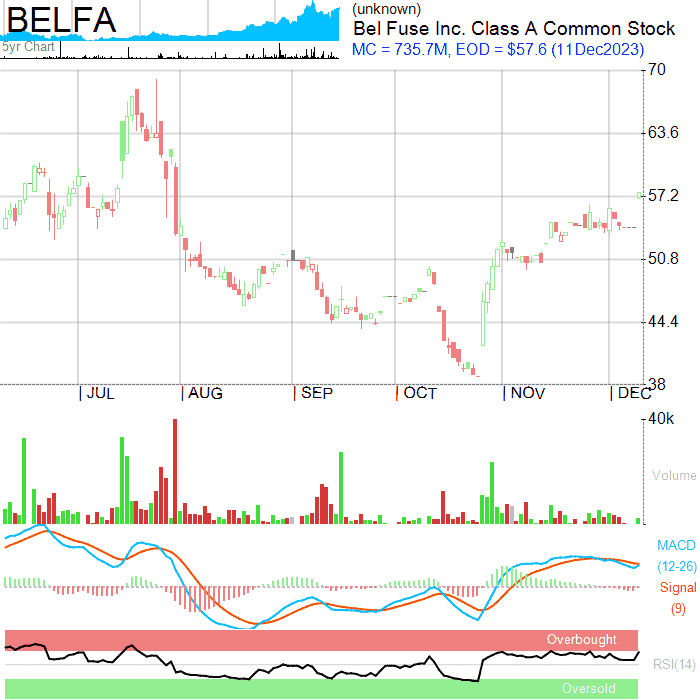 BELFA
5yr Chart
(unknown)
Bel Fuse Inc. Class A Common Stock
MC = 735.7M, EOD = $57.6 (11Dec2023)
70
63.6
57.2
50.8
44.4
38
JUL
AUG
SEP
OCT
NOV
DEC
40k
Volume
MACD
(12-26)
Signal
(9)
Overbought
RSI(14)
Oversold